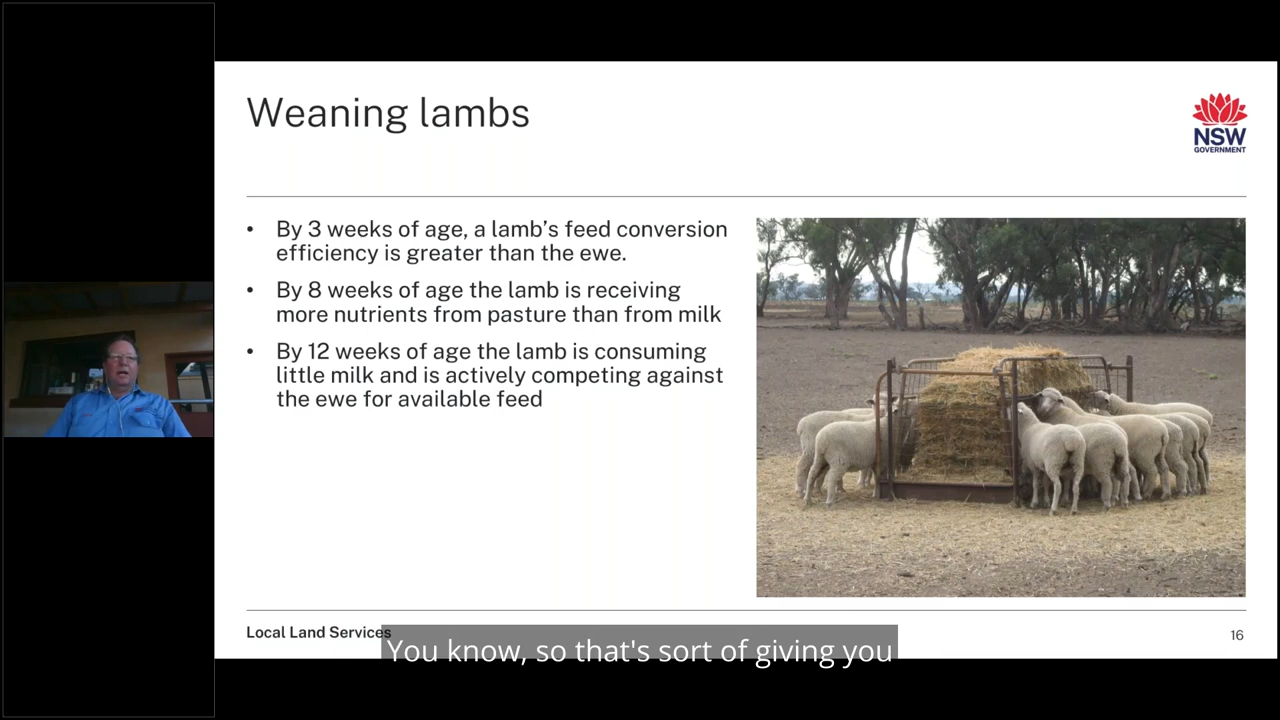 Weaning lambs
NSW
GOVERNMENT
• By 3 weeks of age, a lamb’s feed conversion
efficiency is greater than the ewe.
• By 8 weeks of age the lamb is receiving
more nutrients from pasture than from milk
• By 12 weeks of age the lamb is consuming
little milk and is actively competing against
the ewe for available feed
Local Land Services
16
You know, so that's sort of giving you